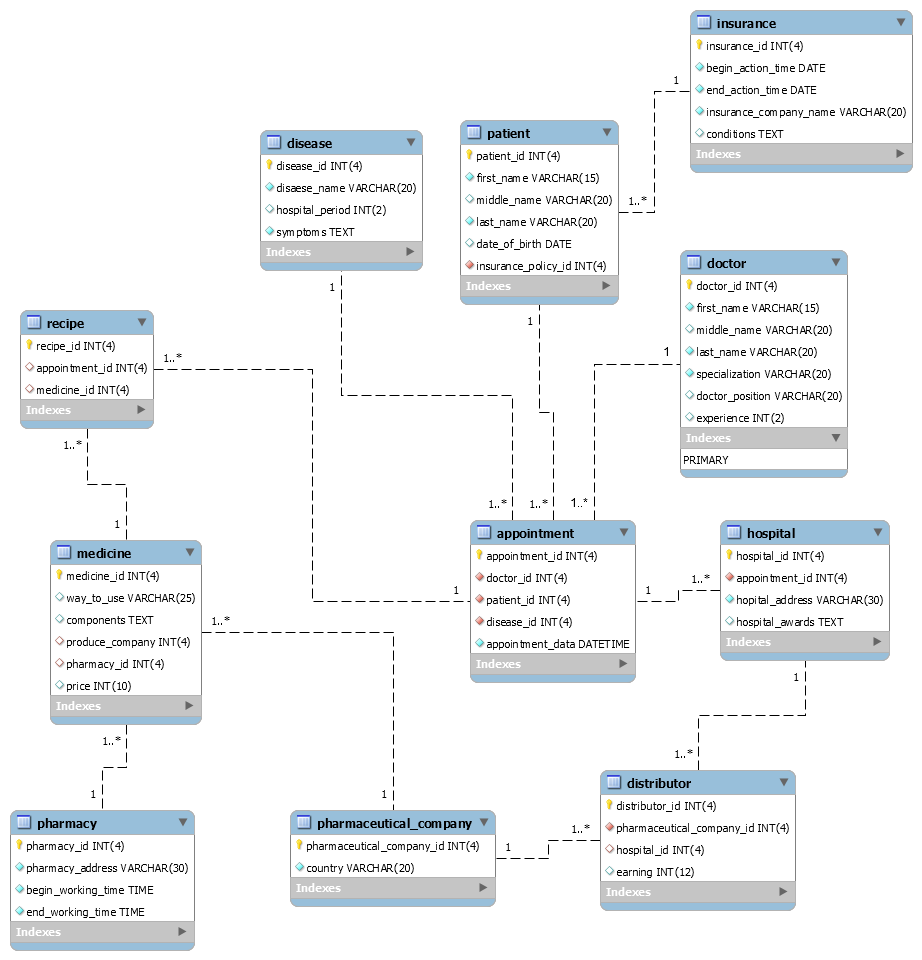 insurance
insurance_id INT(4)
begin_action_time DATE
end_action_time DATE
insurance_company_name VARCHAR(20)
conditions TEXT
Indexes
1
1..*
disease
disease_id INT(4)
disaese_name VARCHAR(20)
hospital_period INT(2)
symptoms TEXT
Indexes
1
patient
patient_id INT(4)
first_name VARCHAR(15)
middle_name VARCHAR(20)
last_name VARCHAR(20)
date_of_birth DATE
insurance_policy_id INT(4)
Indexes
1
doctor
doctor_id INT(4)
first_name VARCHAR(15)
middle_name VARCHAR(20)
last_name VARCHAR(20)
specialization VARCHAR(20)
doctor_position VARCHAR(20)
experience INT(2)
Indexes
PRIMARY
1
recipe
recipe_id INT(4)
appointment_id INT(4)
medicine_id INT(4)
Indexes
1..*
1..*
1
1..*
1..*
1..*
appointment
appointment_id INT(4)
doctor_id INT(4)
patient_id INT(4)
disease_id INT(4)
appointment_data DATETIME
Indexes
1
1
1..*
hospital
hospital_id INT(4)
appointment_id INT(4)
hopital_address VARCHAR(30)
hospital_awards TEXT
Indexes
1
1..*
medicine
medicine_id INT(4)
way_to_use VARCHAR(25)
components TEXT
produce_company INT(4)
pharmacy_id INT(4)
price INT(10)
Indexes
1..*
1..*
1
1
pharmacy
pharmacy_id INT(4)
pharmacy_address VARCHAR(30)
begin_working_time TIME
end_working_time TIME
Indexes
pharmaceutical_company
pharmaceutical_company_id INT(4)
country VARCHAR(20)
Indexes
1
1..*
distributor
distributor_id INT(4)
pharmaceutical_company_id INT(4)
hospital_id INT(4)
earning INT(12)
Indexes